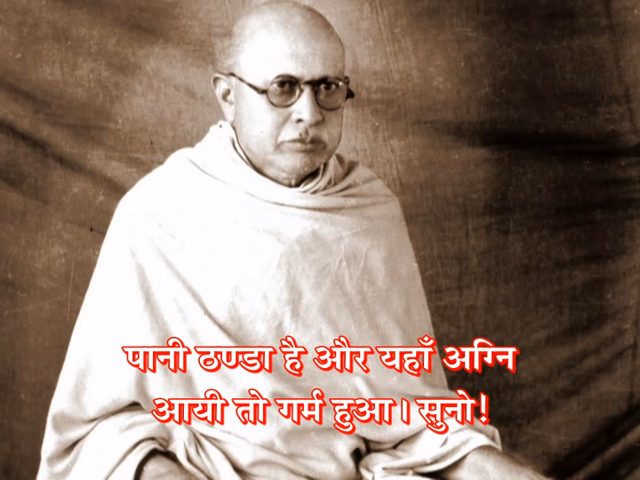 पानी ठण्डा है और यहाँ अग्नि
आयी तो गर्म हुआ। सुनो!